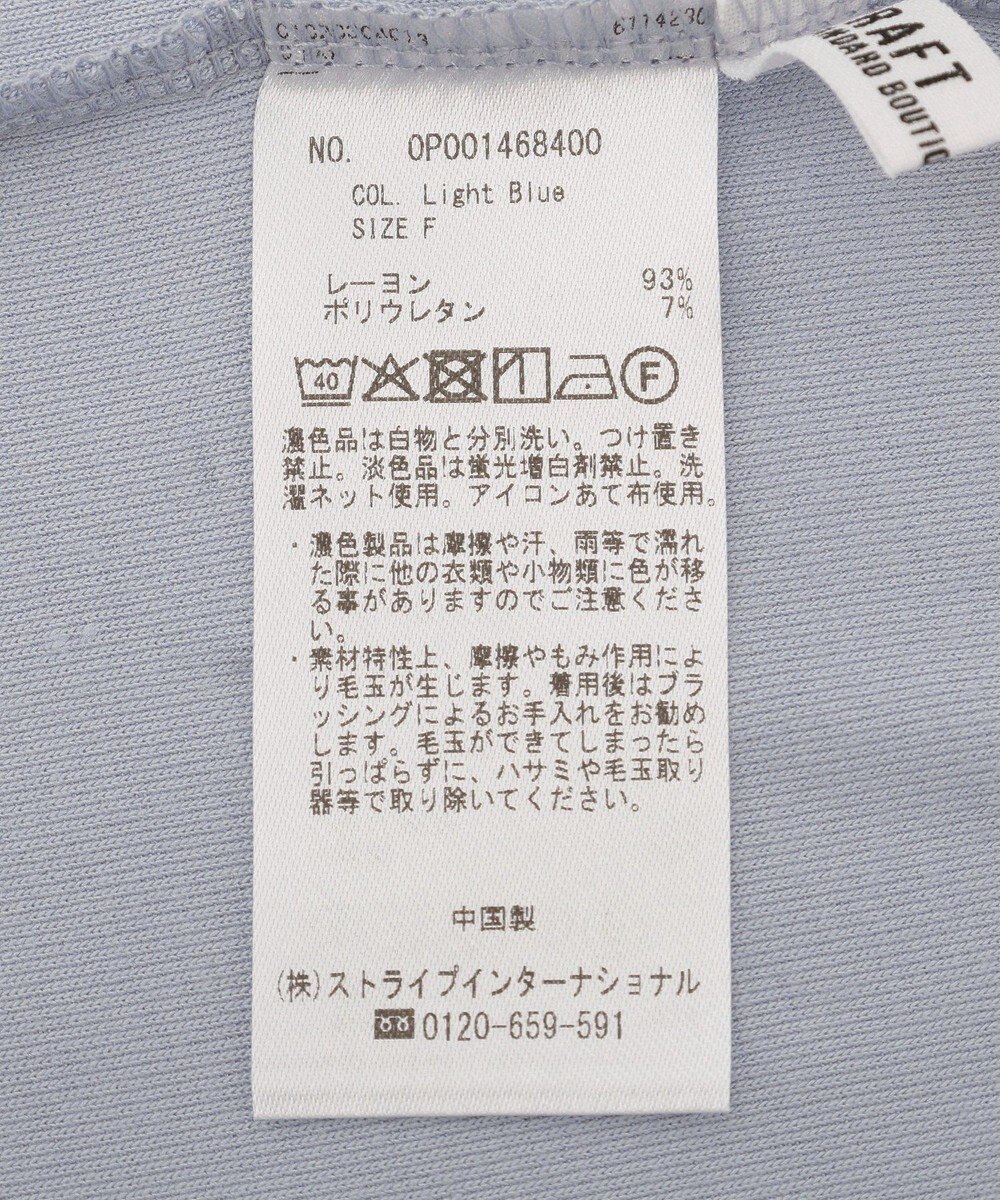 RAFT
NDARD BOUTIQ
NO. OP001468400
COL. Light Blue
SIZE F
レーヨン 93%
ポリウレタン 7%
40 F
濃色品は白物と分別洗い。つけ置き
禁止。淡色品は蛍光増白剤禁止。洗
濯ネット使用。アイロンあて布使用。
・濃色製品は摩擦や汗、雨等で濡れ
た際に他の衣類や小物類に色が移
る事がありますのでご注意くださ
い。
・素材特性上、摩擦やもみ作用によ
り毛玉が生じます。着用後はブラ
ッシングによるお手入れをお勧め
します。毛玉ができてしまったら
引っぱらずに、ハサミや毛玉取り
器等で取り除いてください。
中国製
(株)ストライプインターナショナル
0120-659-591